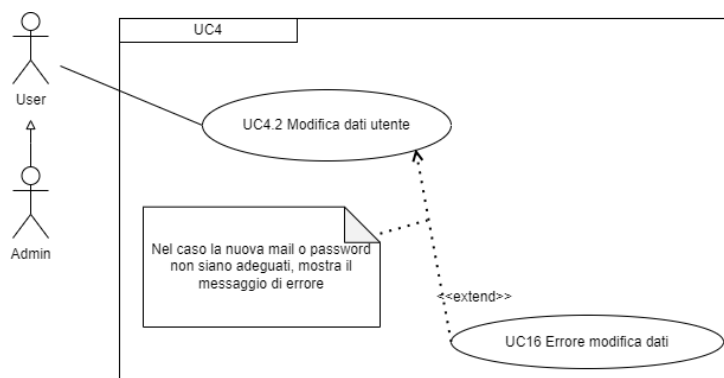 UC4
User
UC4.2 Modifica dati utente
Admin
Nel caso la nuova mail o password
non siano adeguati, mostra il
messaggio di errore
<<extend>>
UC16 Errore modifica dati